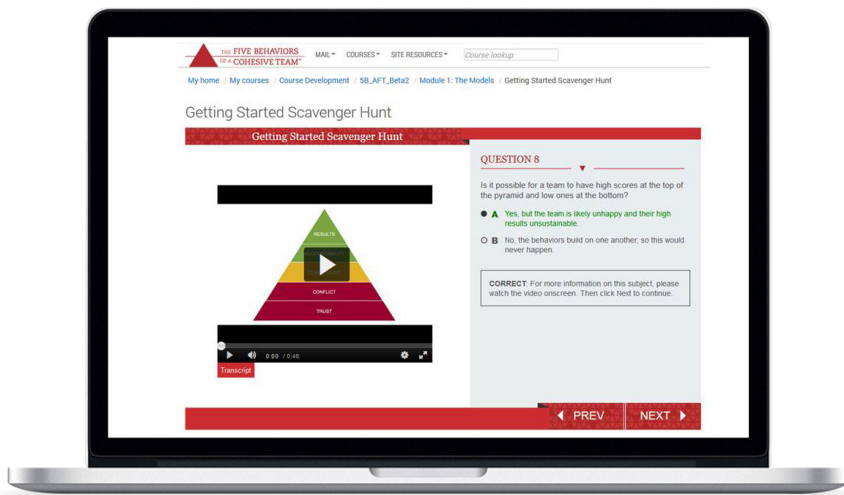 THE FIVE BEHAVIORS
OF A COHESIVE TEAM™
MAIL COURSES SITE RESOURCES Course lookup
My home / My courses / Course Development / 5B_AFT_Beta2 / Module 1: The Models / Getting Started Scavenger Hunt
Getting Started Scavenger Hunt
Getting Started Scavenger Hunt
RESULTS
CONFLICT
TRUST
0:00 / 0:46
Transcript
QUESTION 8
Is it possible for a team to have high scores at the top of
the pyramid and low ones at the bottom?
A Yes, but the team is likely unhappy and their high
results unsustainable.
B No, the behaviors build on one another, so this would
never happen.
CORRECT: For more information on this subject, please
watch the video onscreen. Then click Next to continue.
PREV NEXT